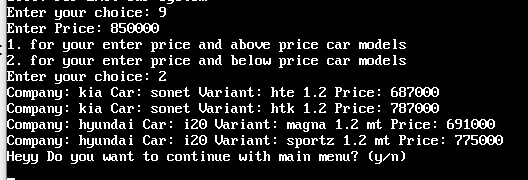 Enter your choice: 9
Enter Price: 850000
1. for your enter price and above price car models
2. for your enter price and below price car models
Enter your choice: 2
Company: kia Car: sonet Variant: hte 1.2 Price: 687000
Company: kia Car: sonet Variant: htk 1.2 Price: 787000
Company: hyundai Car: i20 Variant: magna 1.2 mt Price: 691000
Company: hyundai Car: i20 Variant: sportz 1.2 mt Price: 775000
Heyy Do you want to continue with main menu? (y/n)